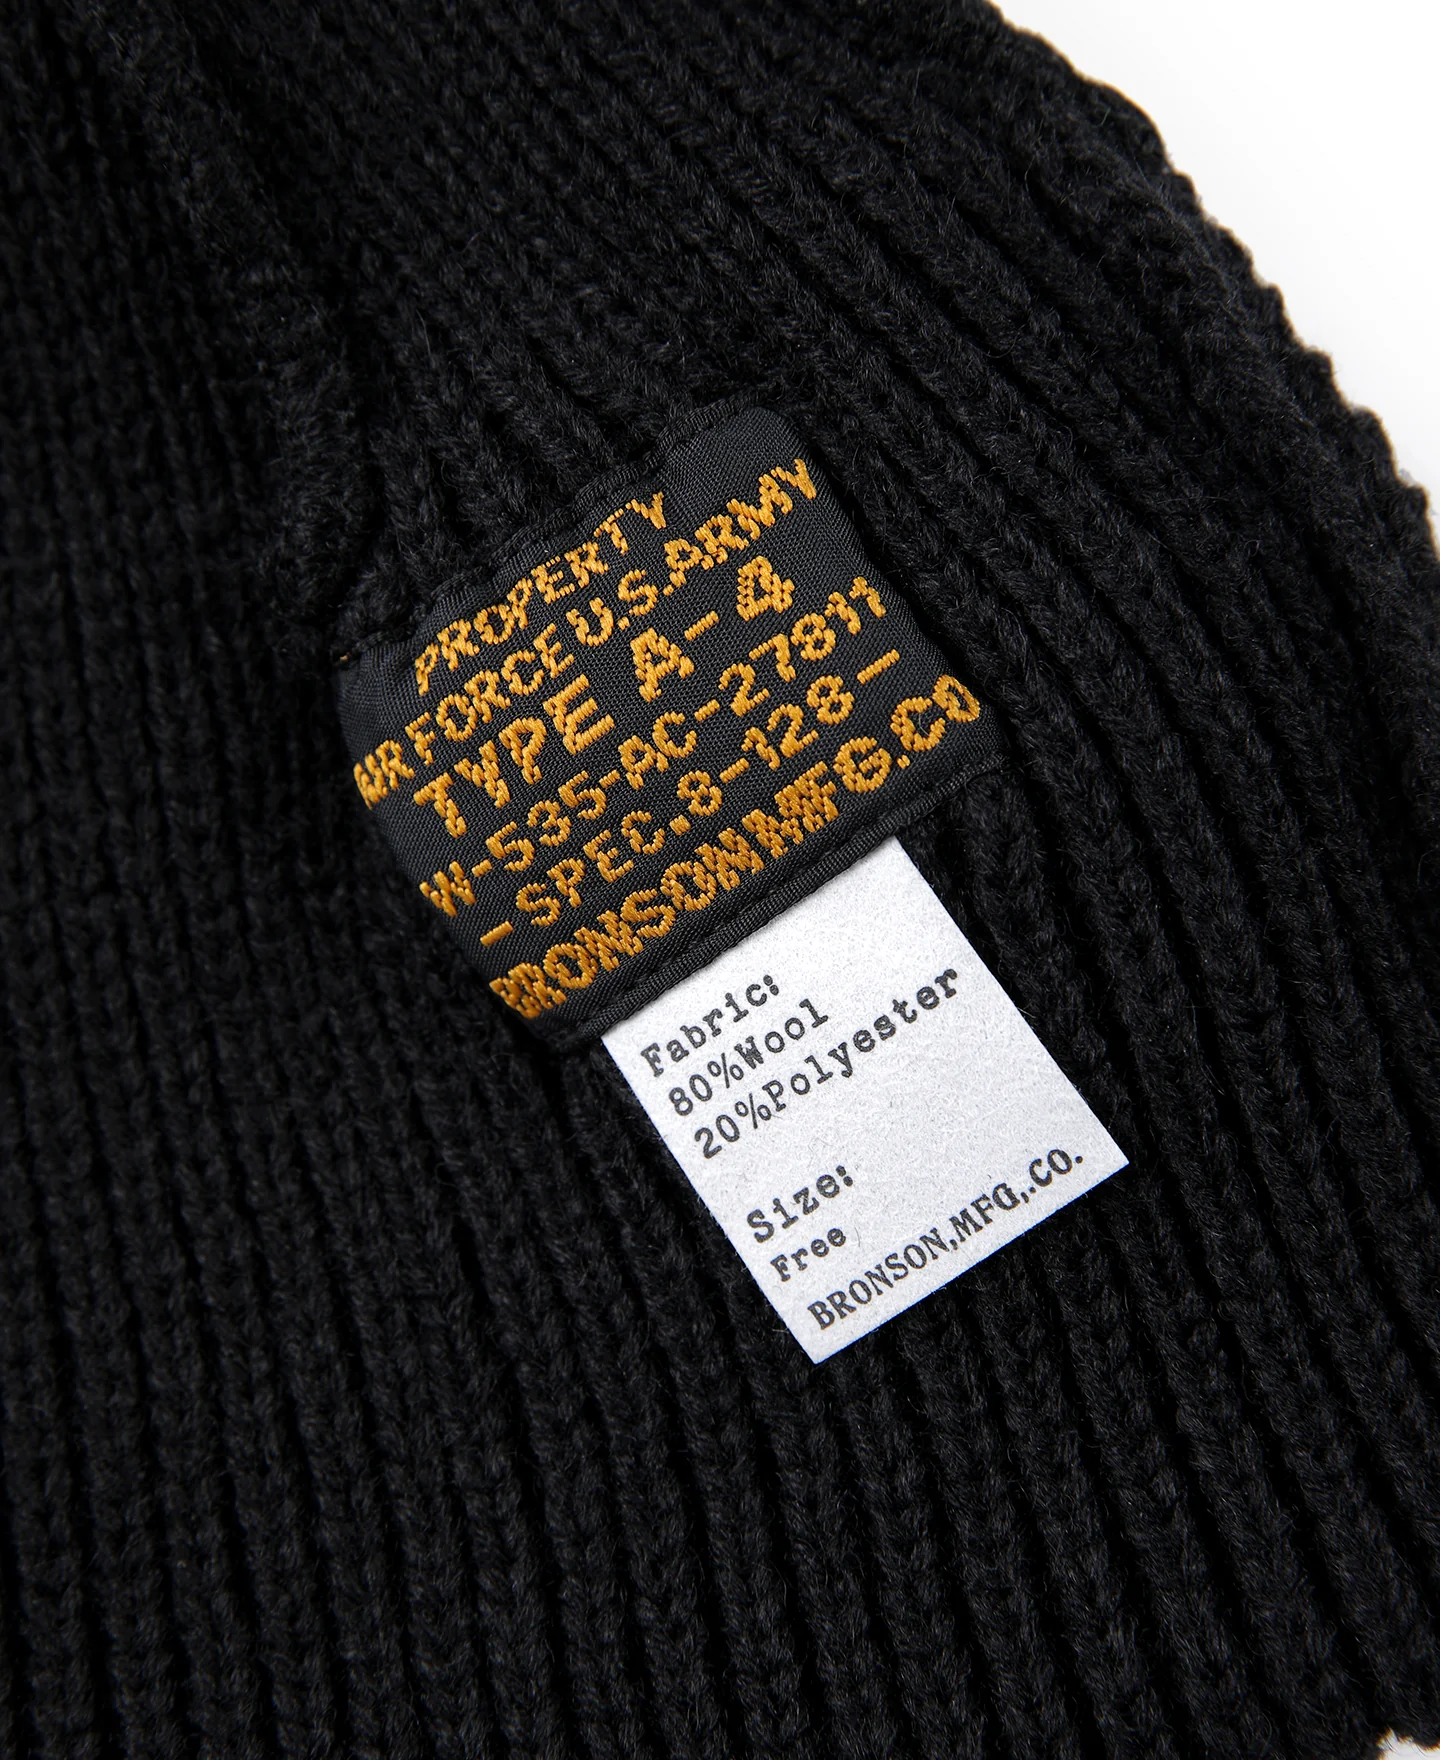 PROPERTY
AIR FORCE U.S.ARMY
TYPE A-4
W-535-AC-27811
-SPEC.8-128-
BRONSON MFG.CO
Fabric:
80%Wool
20%Polyester
Size:
Free
BRONSON,MFG,.CO.